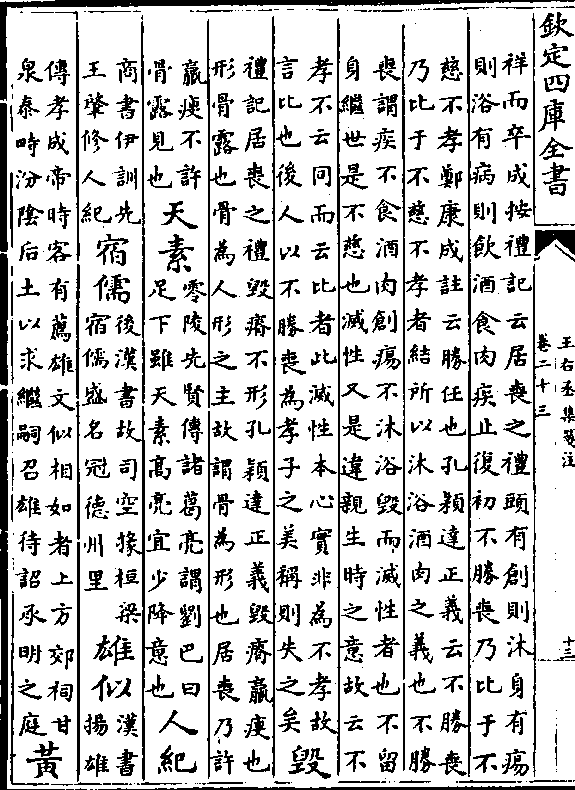 欽定四庫全書
王右丞集箋注
卷二十三
十三
祥而卒成按禮記云居喪之禮頭有創則沐身有瘍
則浴有病則飲酒食肉疾止復初不勝喪乃比于不
慈不孝鄭康成註云勝任也孔穎達正義云不勝喪
乃比于不慈不孝者結所以沐浴酒肉之義也不勝
喪謂疾不食酒肉創瘍不沐浴毀而滅性者也不留
身繼世是不慈也滅性又是違親生時之意故云不
孝不云同而云比者此滅性本心實非為不孝故
言比也後人以不勝喪為孝子之美稱則失之矣
毀
禮記居喪之禮毀瘠不形孔穎達正義毀瘠羸瘦也
形骨露也骨為人形之主故謂骨為形也居喪乃許
羸瘦不許
骨露見也
天素
零陵先賢傳諸葛亮謂劉巴曰
足下雖天素高亮宜少降意也
人紀
商書伊訓先
王肇修人紀
宿儒
後漢書故司空掾桓梁
宿儒盛名冠德州里
雄似
漢書
揚雄
傳孝成帝時客有薦雄文似相如者上方郊祠甘
泉泰畤汾陰后土以求繼嗣召雄待詔承明之庭
黃